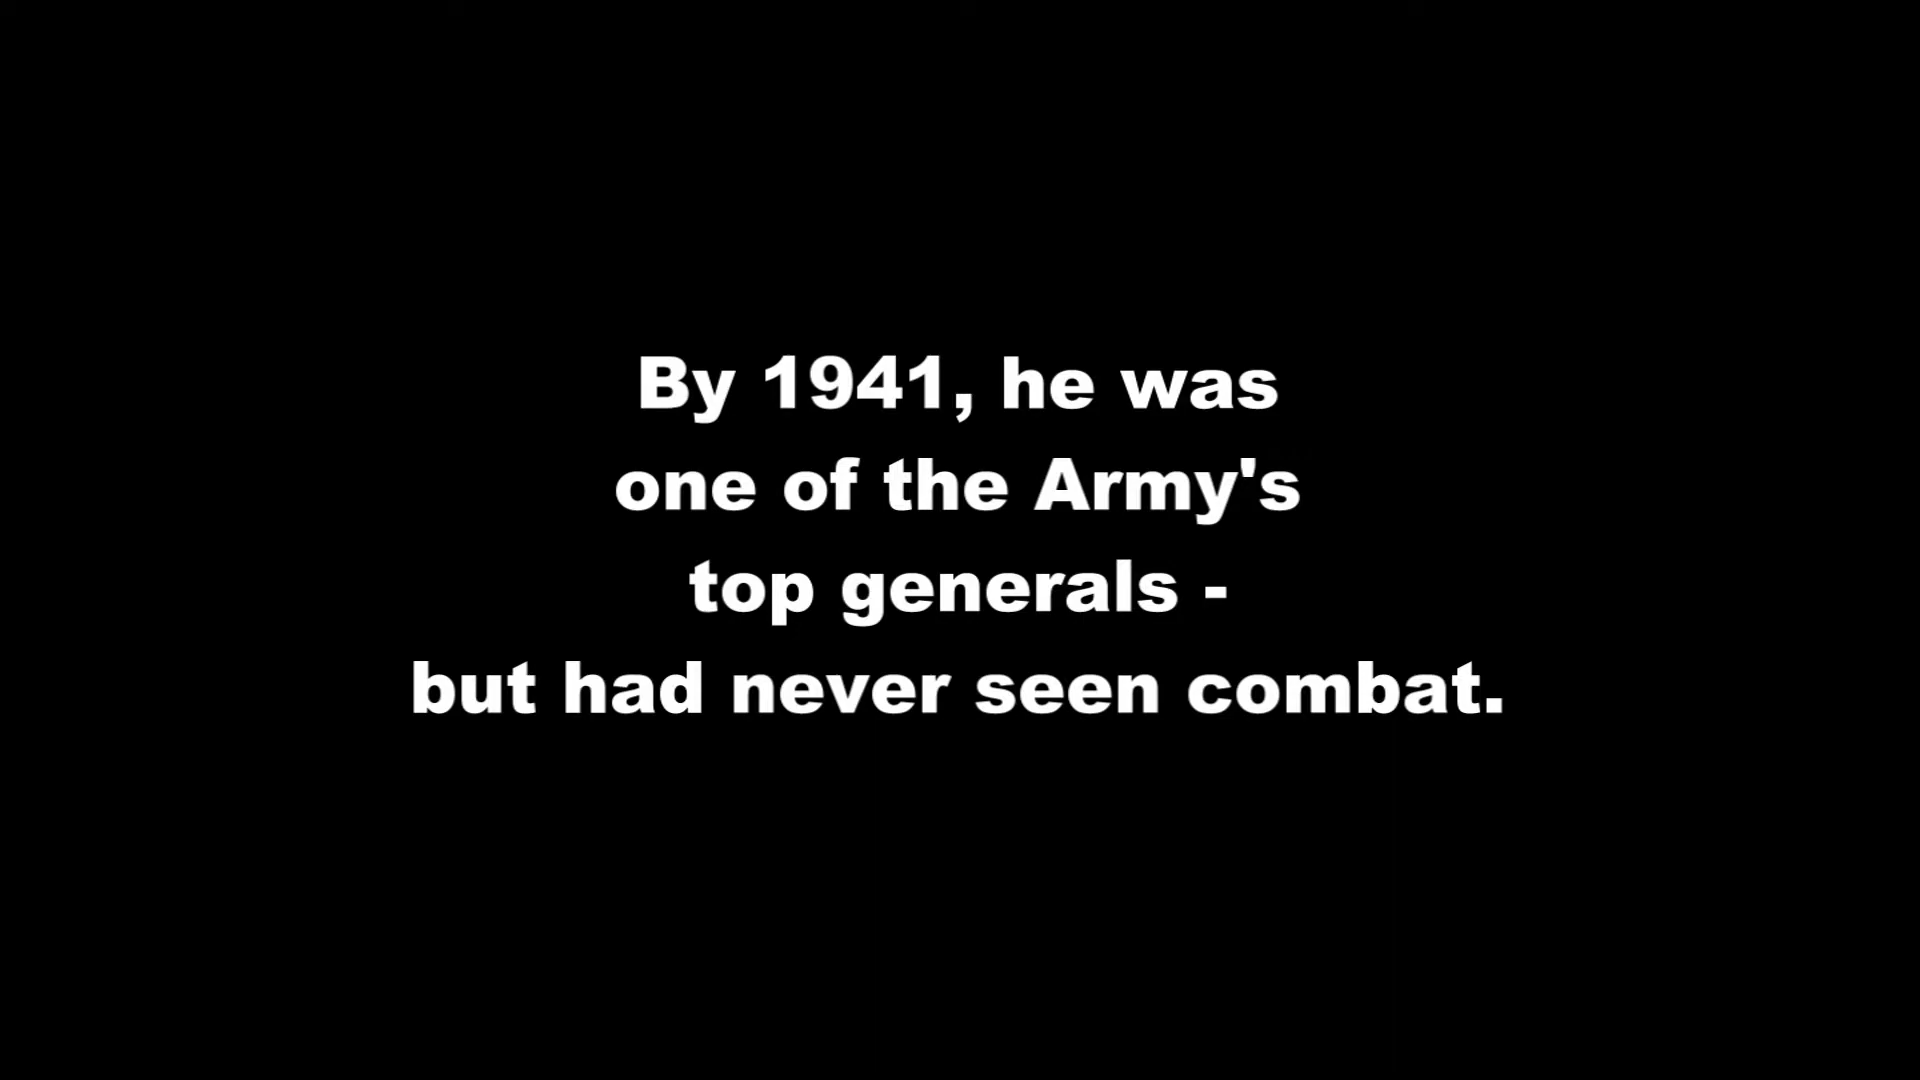 By 1941, he was
one of the Army's
top generals -
but had never seen combat.